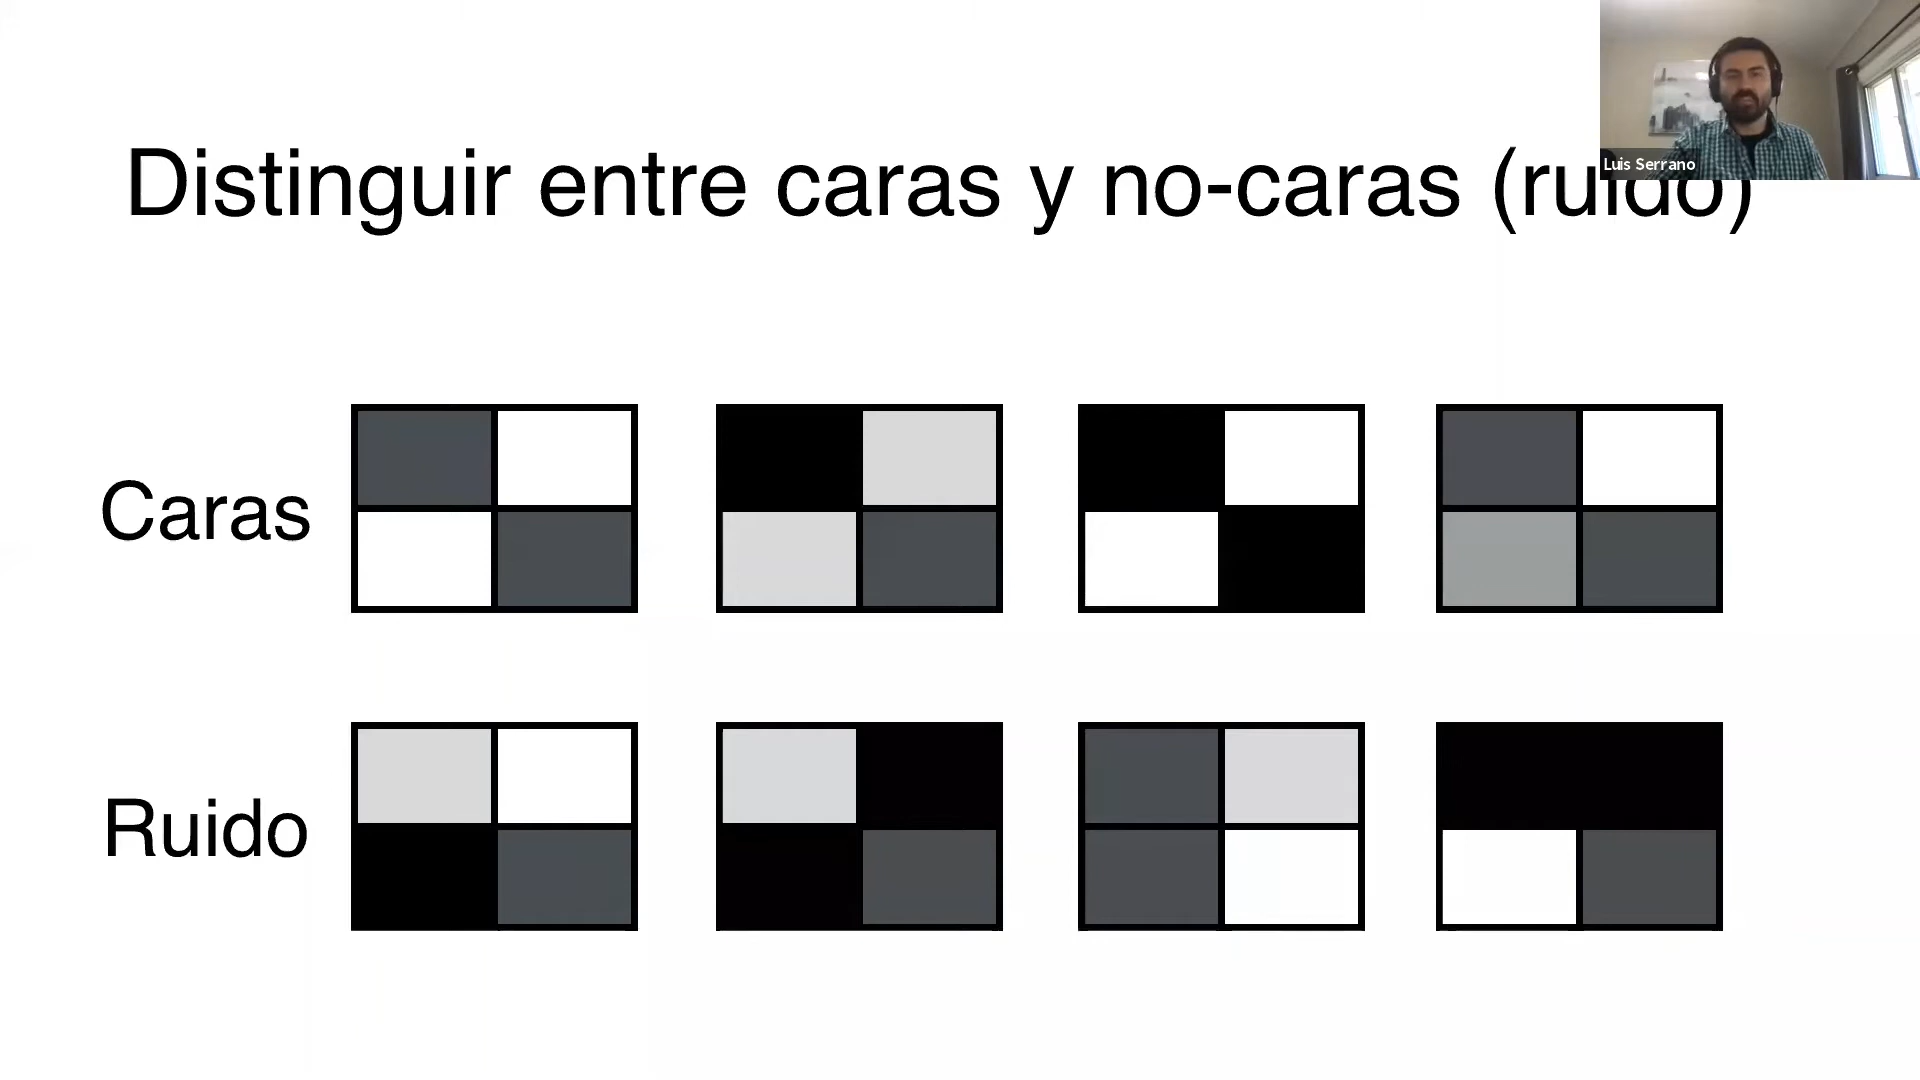 Luis Serrano
Distinguir entre caras y no-caras (ruido)
Caras
Ruido